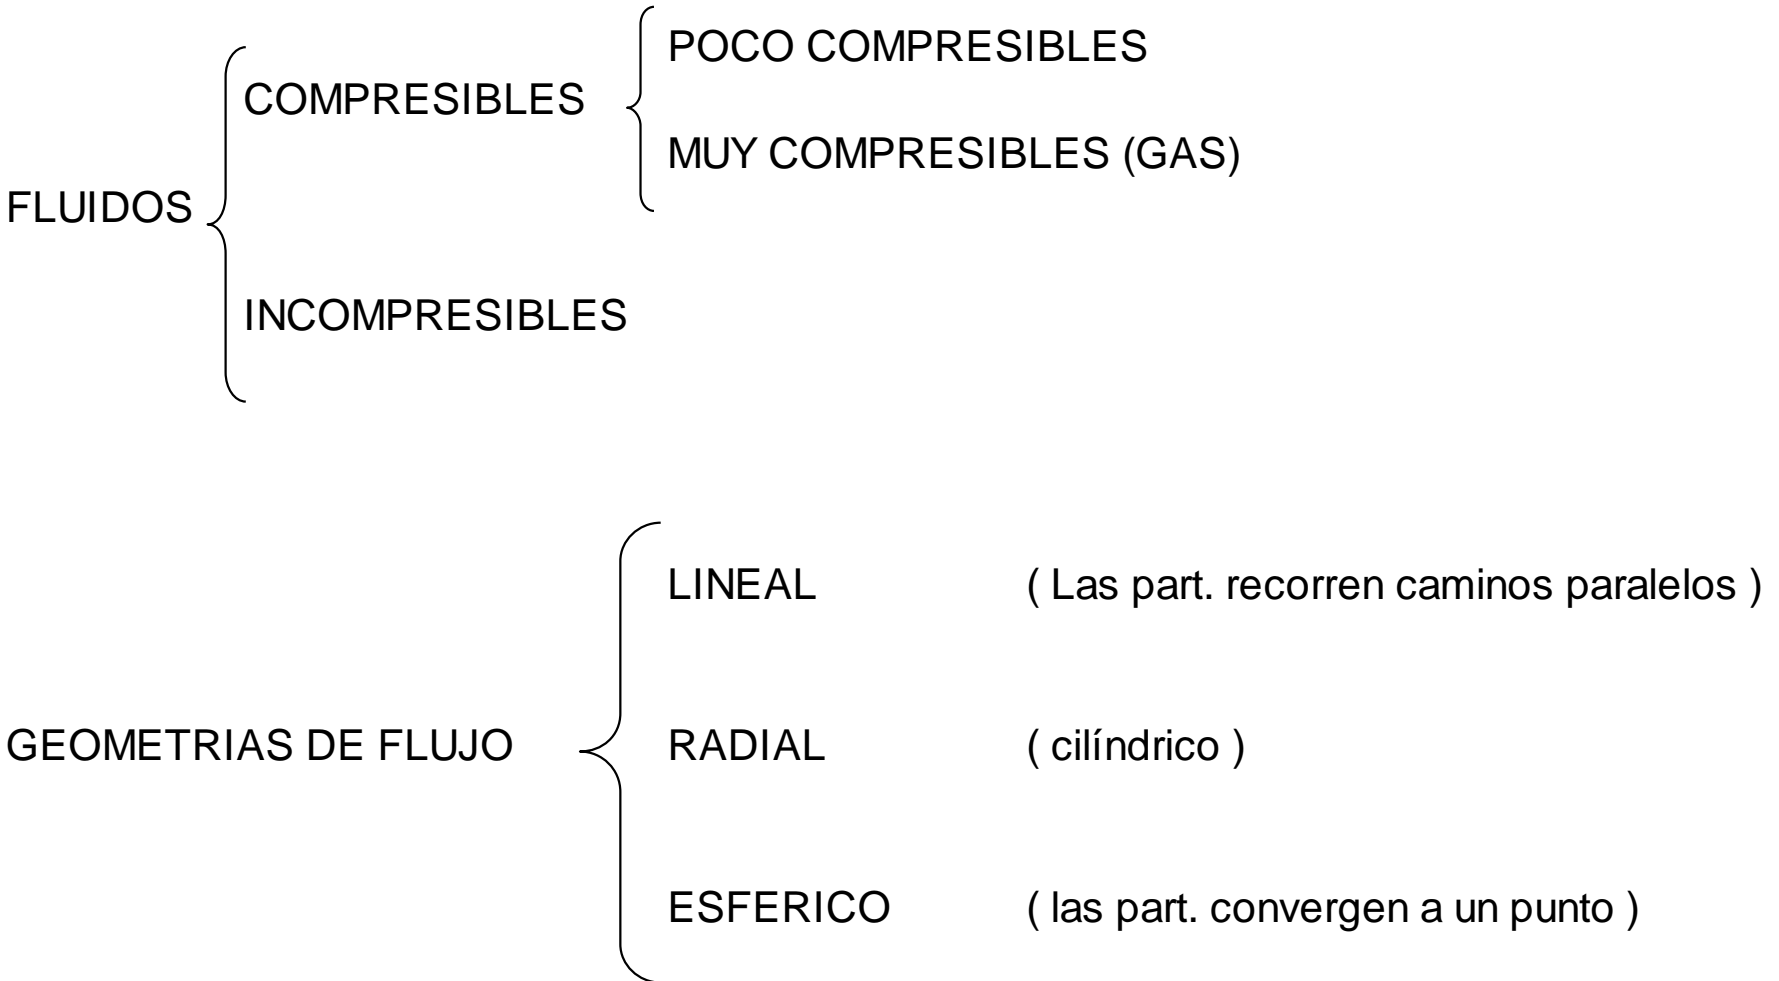 POCO COMPRESIBLES
COMPRESIBLES
MUY COMPRESIBLES (GAS)
FLUIDOS
INCOMPRESIBLES
LINEAL ( Las part. recorren caminos paralelos )
GEOMETRIAS DE FLUJO RADIAL ( cilíndrico )
ESFERICO ( las part. convergen a un punto )